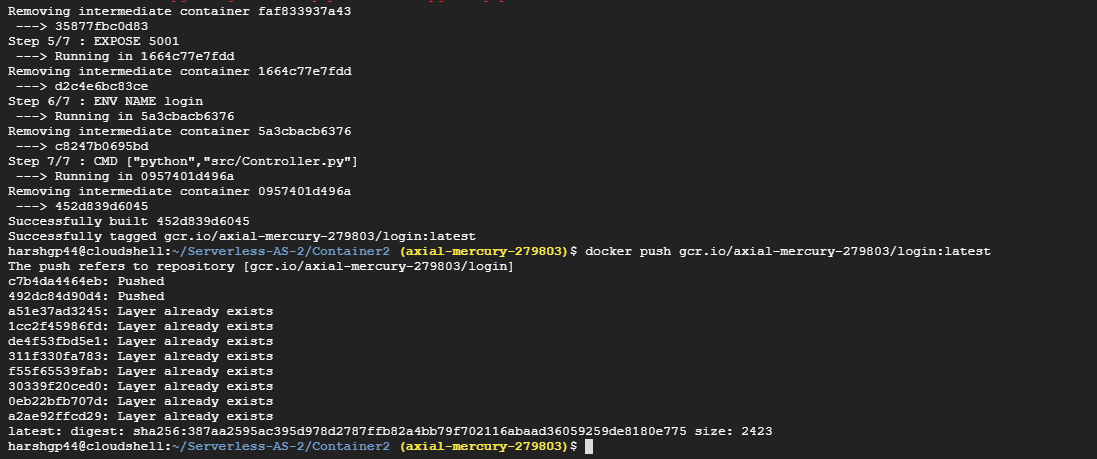 Removing intermediate container faf833937a43
---> 35877fbc0d83
Step 5/7 : EXPOSE 5001
---> Running in 1664c77e7fdd
Removing intermediate container 1664c77e7fdd
---> d2c4e6bc83ce
Step 6/7 : ENV NAME login
---> Running in 5a3cbacb6376
Removing intermediate container 5a3cbacb6376
---> c8247b0695bd
Step 7/7 : CMD ["python","src/Controller.py"]
---> Running in 0957401d496a
Removing intermediate container 0957401d496a
---> 452d839d6045
Successfully built 452d839d6045
Successfully tagged gcr.io/axial-mercury-279803/login:latest
harshgp44@cloudshell:~/Serverless-AS-2/Container2 (axial-mercury-279803)$ docker push gcr.io/axial-mercury-279803/login:latest
The push refers to repository [gcr.io/axial-mercury-279803/login]
c7b4da4464eb: Pushed
492dc84d90d4: Pushed
a51e37ad3245: Layer already exists
1cc2f45986fd: Layer already exists
de4f53fbd5e1: Layer already exists
311f330fa783: Layer already exists
f55f65539fab: Layer already exists
30339f20ced0: Layer already exists
0eb22bfb707d: Layer already exists
a2ae92ffcd29: Layer already exists
latest: digest: sha256:387aa2595ac395d978d2787ffb82a4bb79f702116abaad36059259de8180e775 size: 2423
harshgp44@cloudshell:~/Serverless-AS-2/Container2 (axial-mercury-279803)$